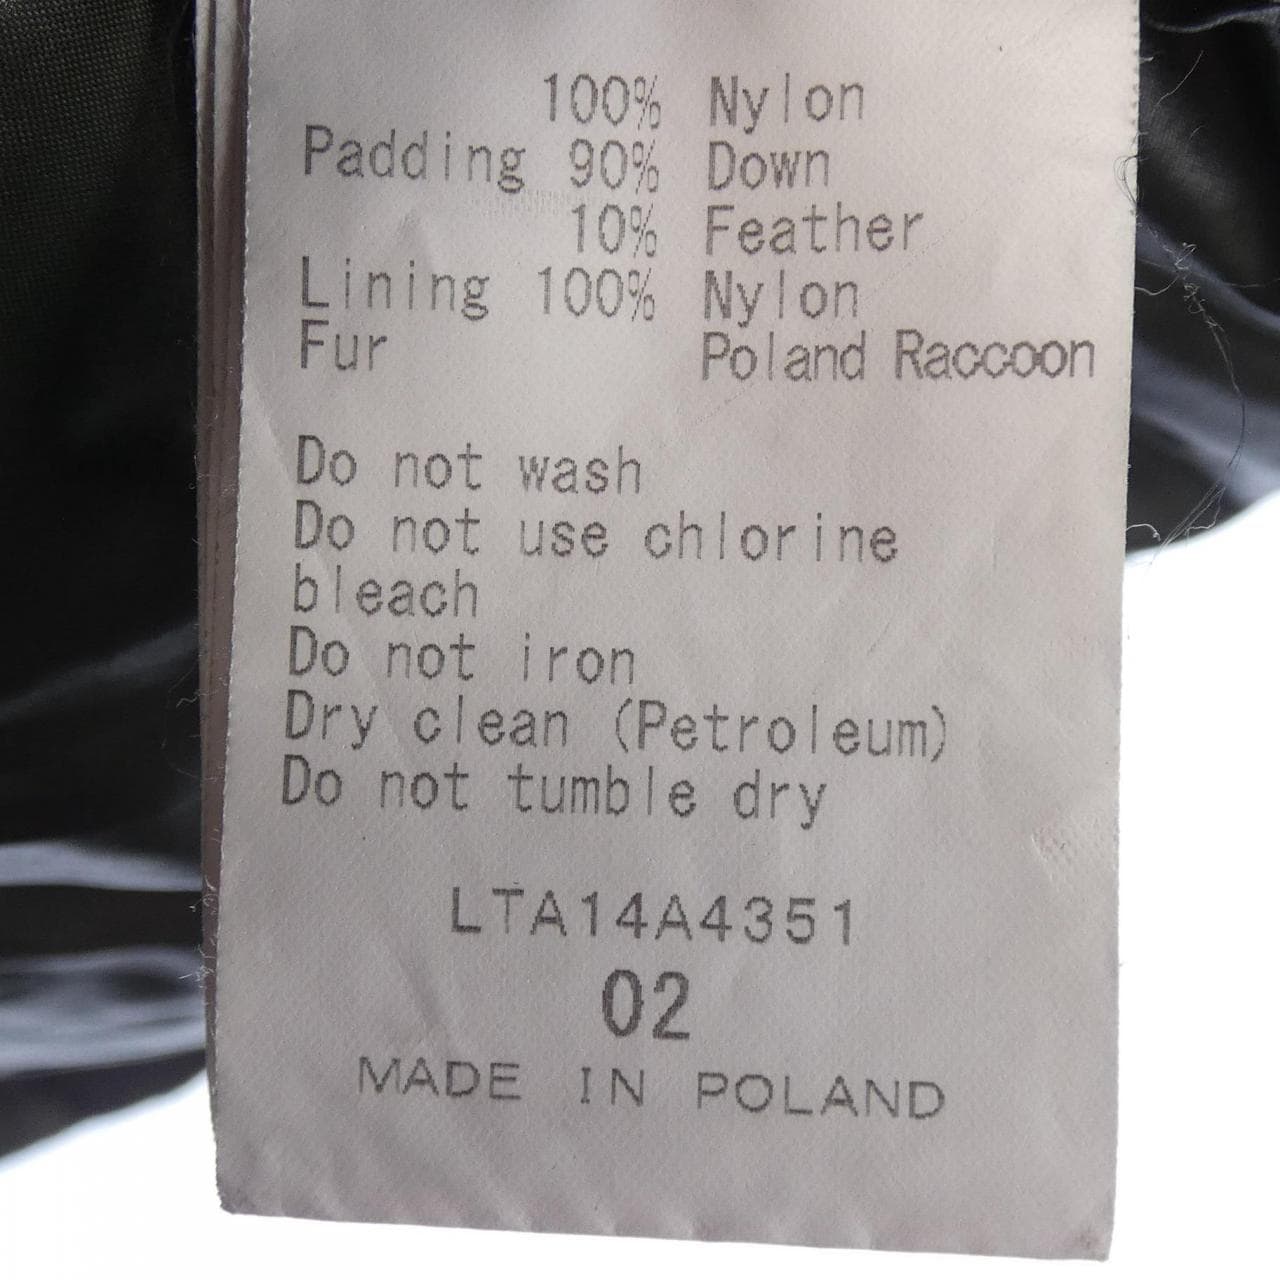 100% Nylon
Padding 90% Down
10% Feather
Lining 100% Nylon
Fur Poland Raccoon
Do not wash
Do not use chlorine
bleach
Do not iron
Dry clean (Petroleum)
Do not tumble dry
LTA14A4351
02
MADE IN POLAND